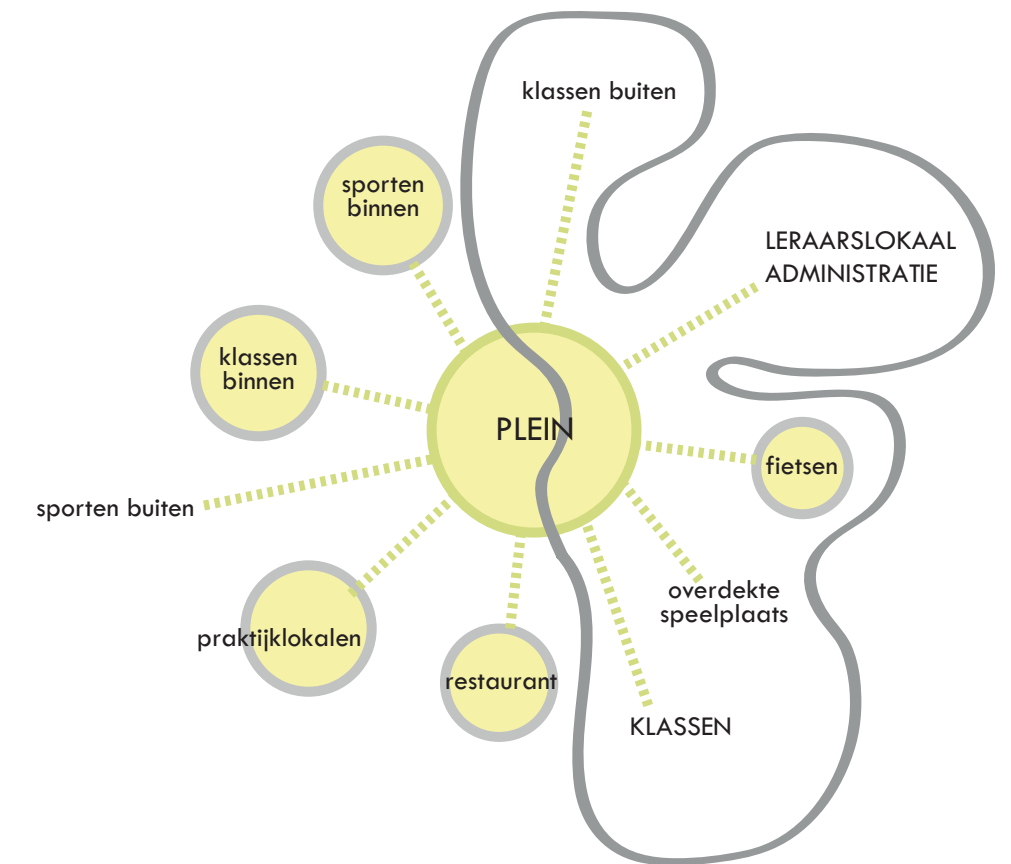 klassen buiten
sporten
binnen
LERAARSLOKAAL
ADMINISTRATIE
klassen
binnen
PLEIN
fietsen
sporten buiten
overdekte
speelplaats
praktijklokalen
restaurant
KLASSEN